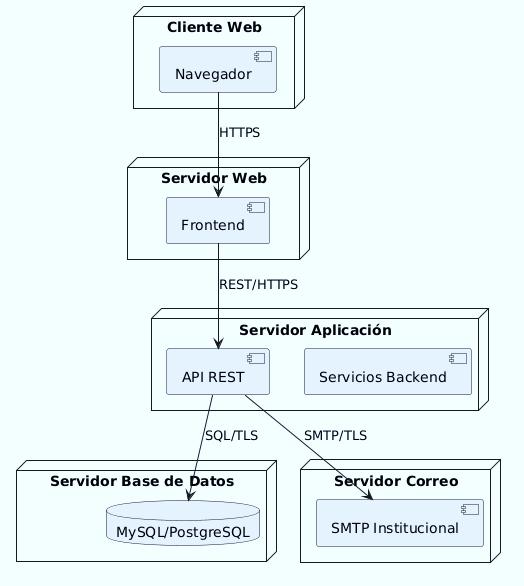 Cliente Web
Navegador
HTTPS
Servidor Web
Frontend
REST/HTTPS
Servidor Aplicación
API REST
Servicios Backend
SQL/TLS
SMTP/TLS
Servidor Base de Datos
Servidor Correo
MySQL/PostgreSQL
SMTP Institucional